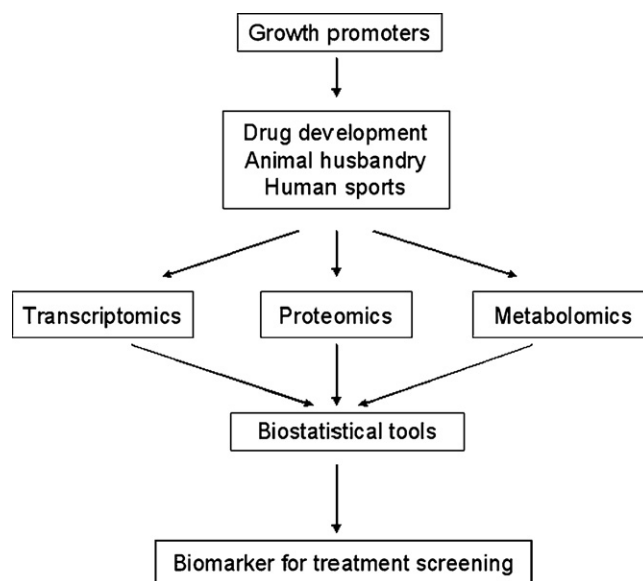 Growth promoters
Drug development
Animal husbandry
Human sports
Transcriptomics
Proteomics
Metabolomics
Biostatistical tools
Biomarker for treatment screening